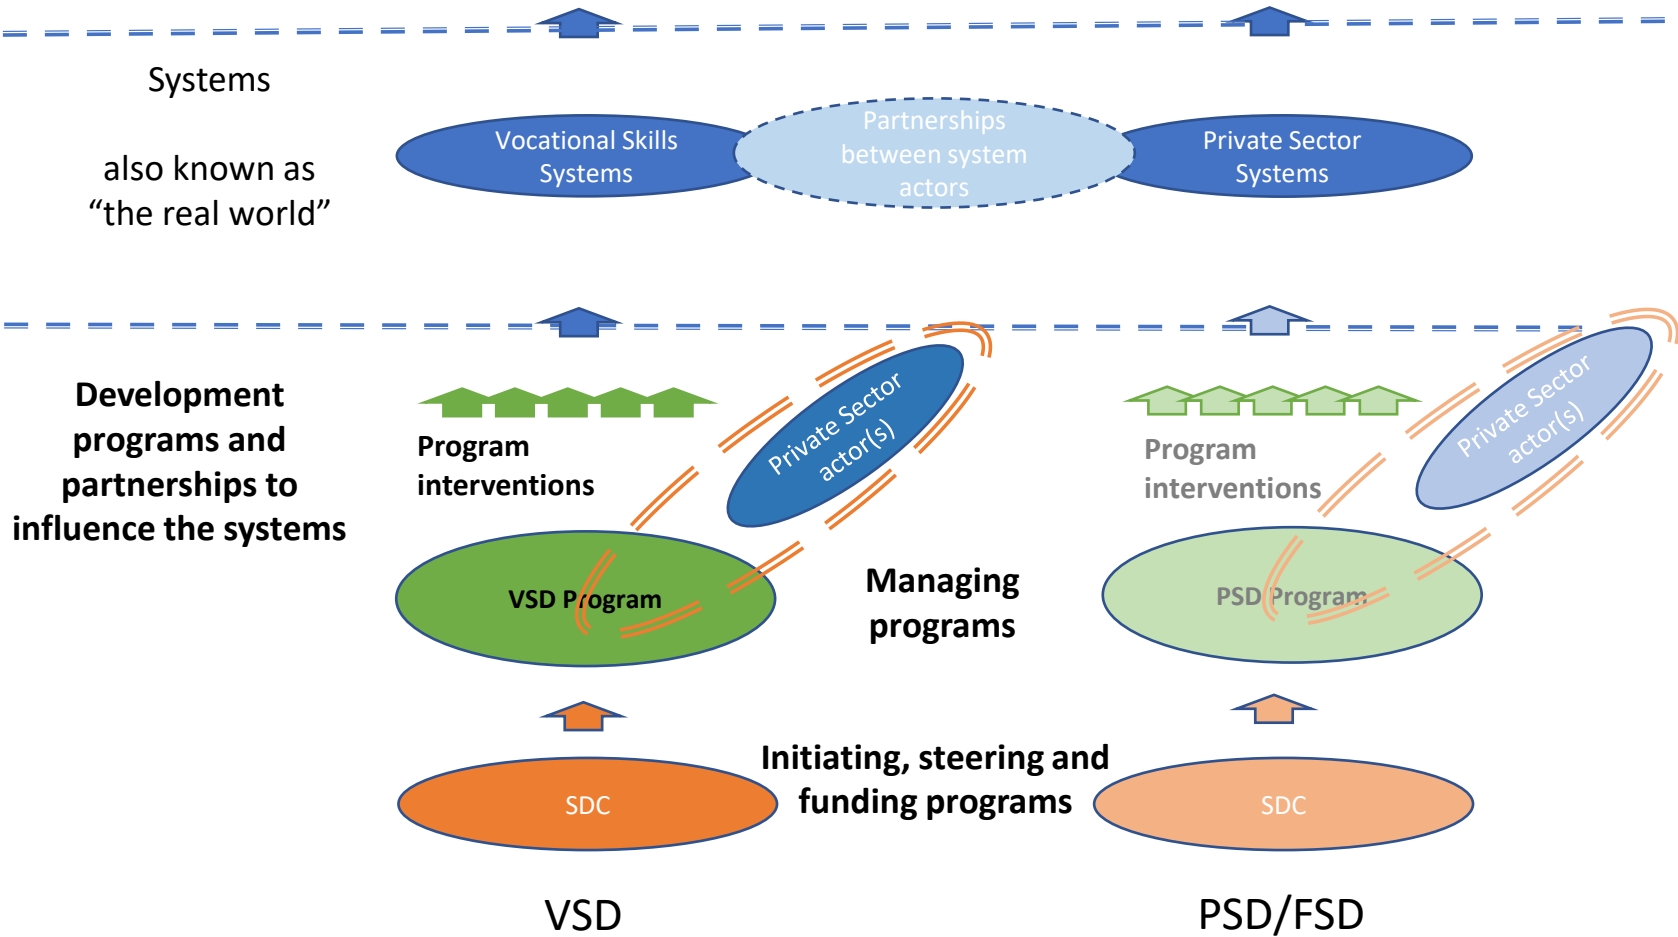 Systems
also known as
“the real world”
Vocational Skills
Systems
Partnerships
between system
actors
Private Sector
Systems
Development
programs and
partnerships to
influence the systems
Program
interventions
Private Sector
actor(s)
Program
interventions
Private Sector
actor(s)
VSD Program
Managing
programs
PSD Program
Initiating, steering and
funding programs
SDC
SDC
VSD
PSD/FSD